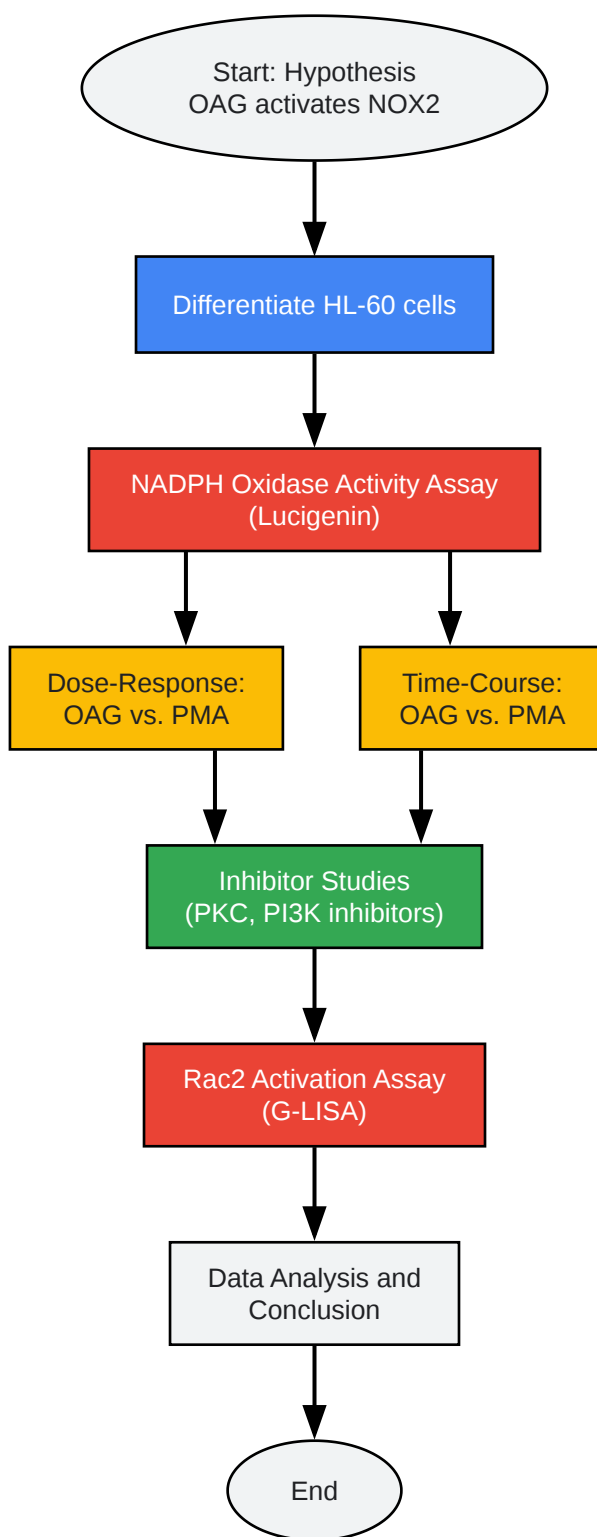 Start: Hypothesis
OAG activates NOX2
Differentiate HL-60 cells
NADPH Oxidase Activity Assay
(Lucigenin)
Dose-Response:
OAG vs. PMA
Time-Course:
OAG vs. PMA
Inhibitor Studies
(PKC, PI3K inhibitors)
Rac2 Activation Assay
(G-LISA)
Data Analysis and
Conclusion
End